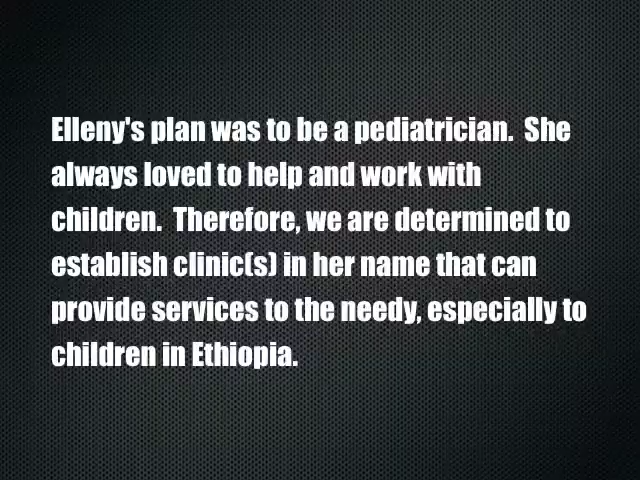 Elleny's plan was to be a pediatrician.  She
always loved to help and work with
children.  Therefore, we are determined to
establish clinic(s) in her name that can
provide services to the needy, especially to
children in Ethiopia.